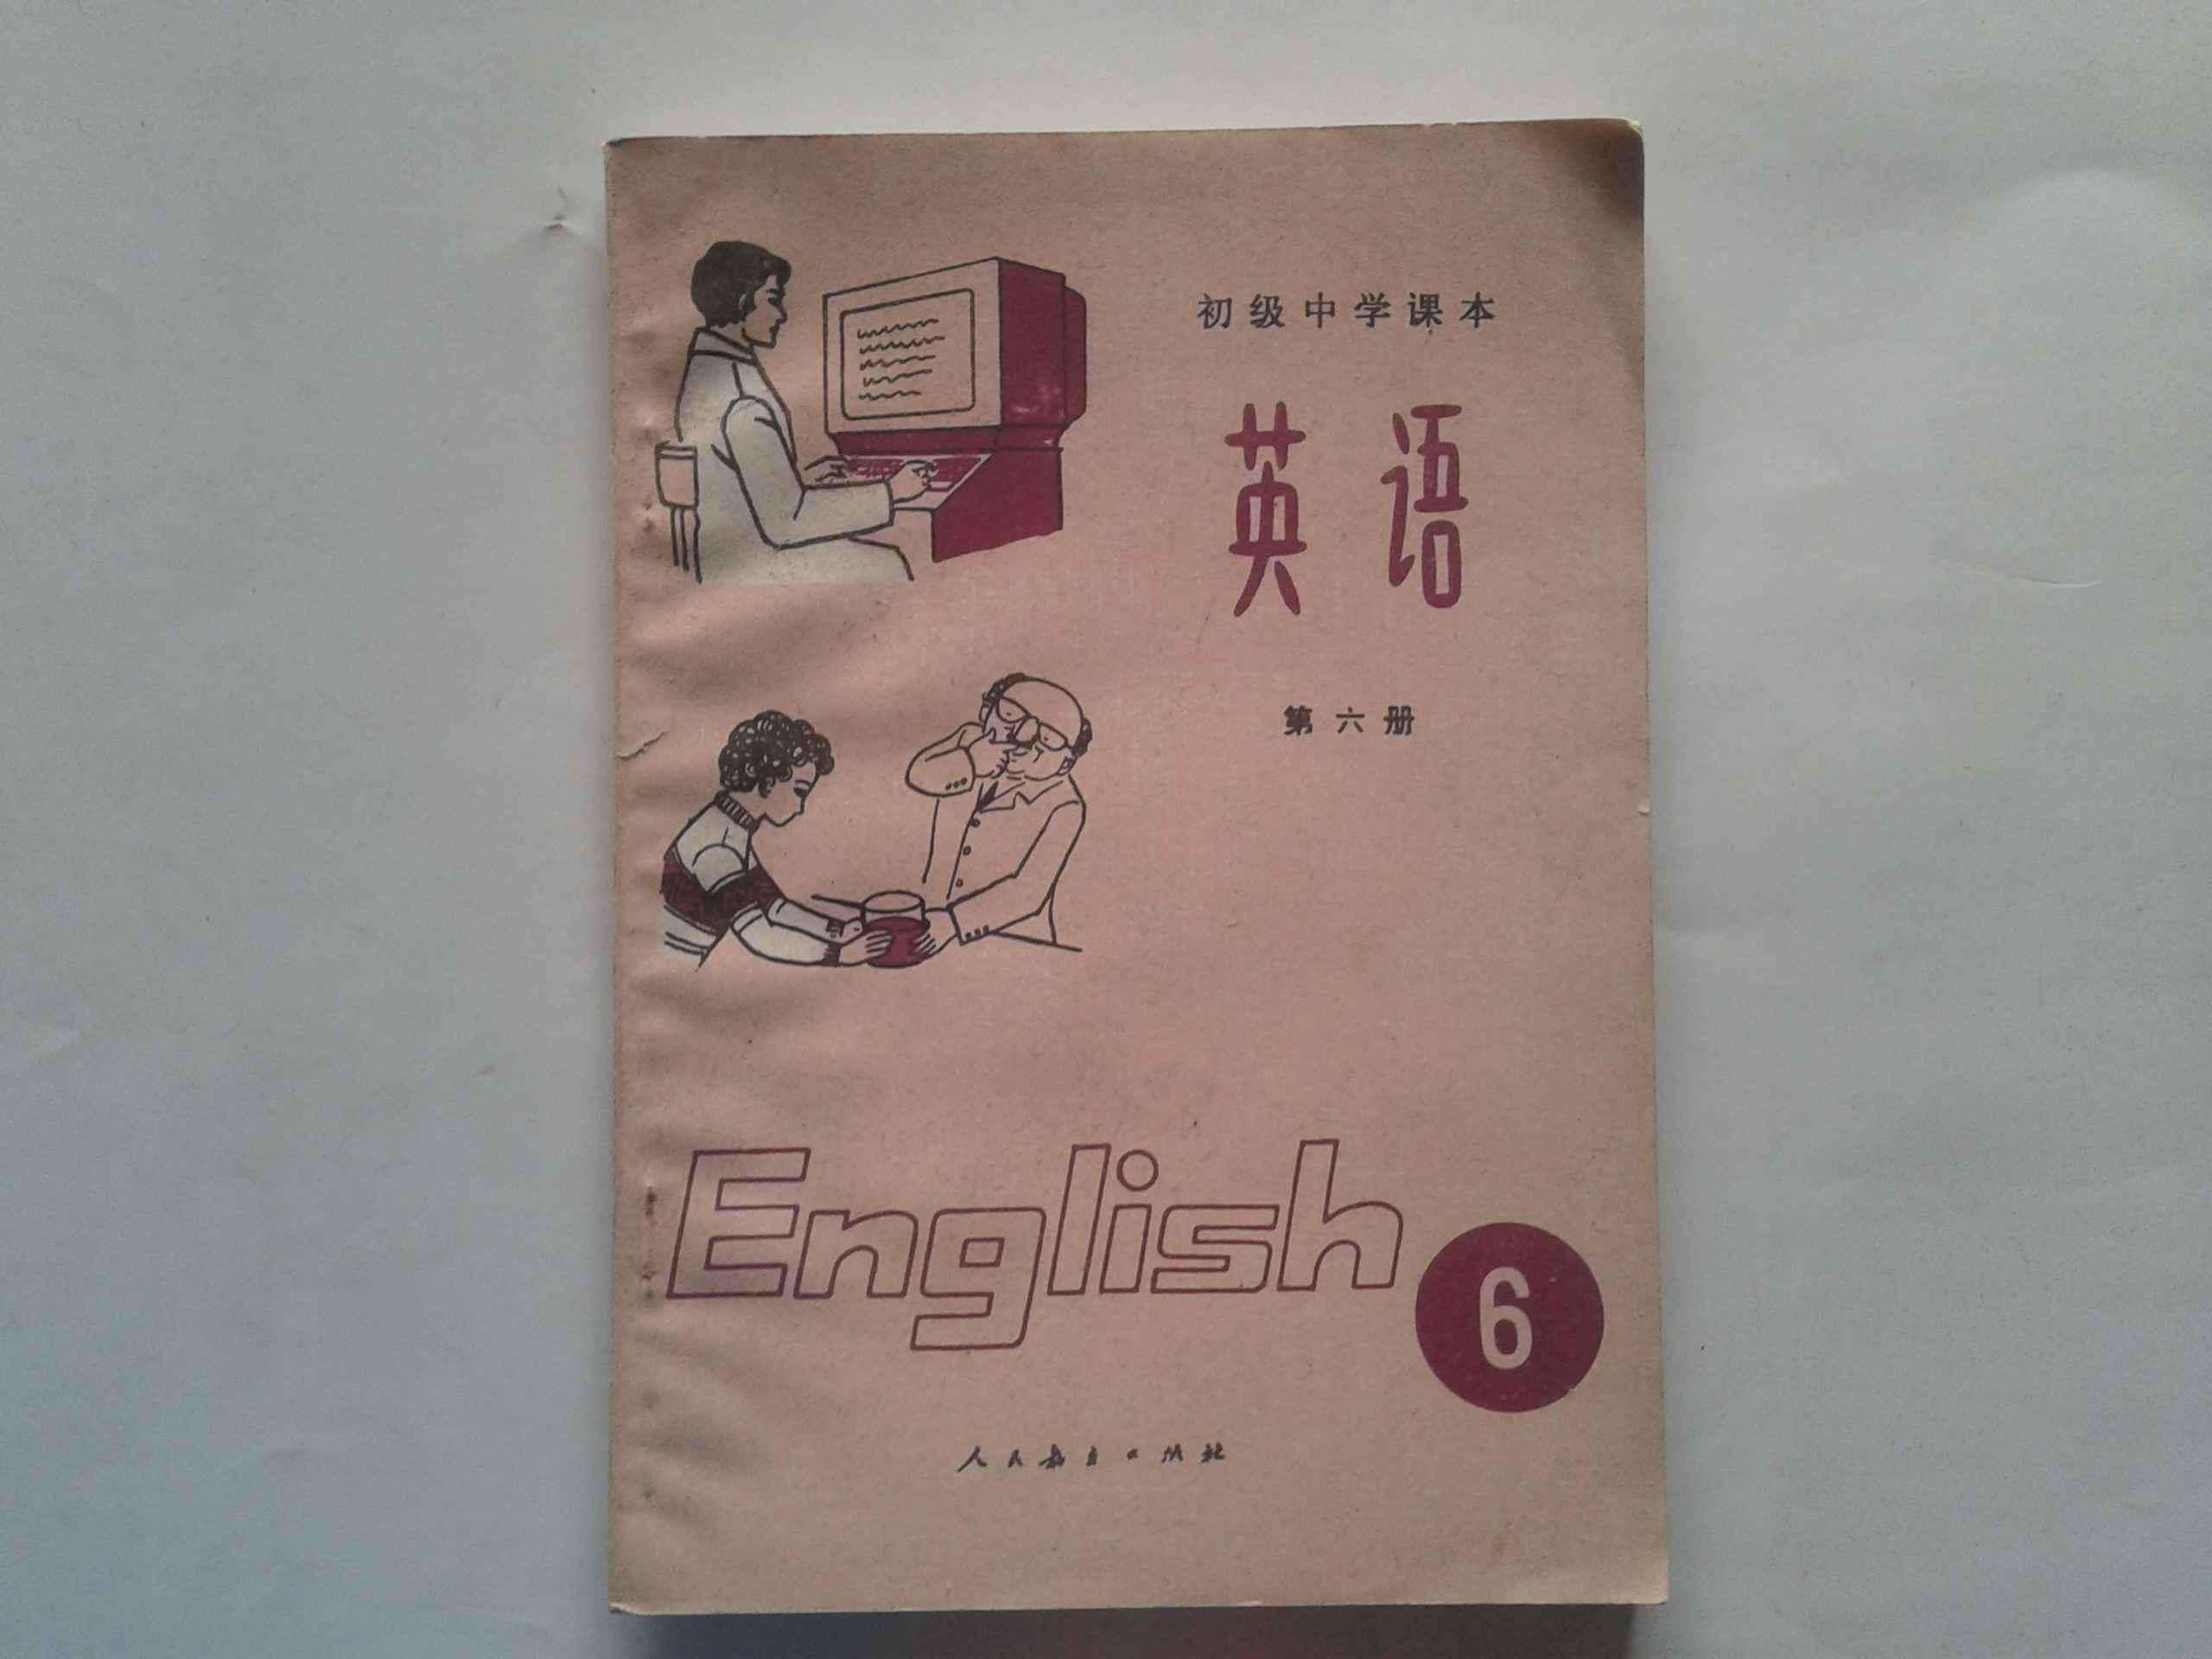 初级中学课本
英语
第六册
English
6
人民教育出版社